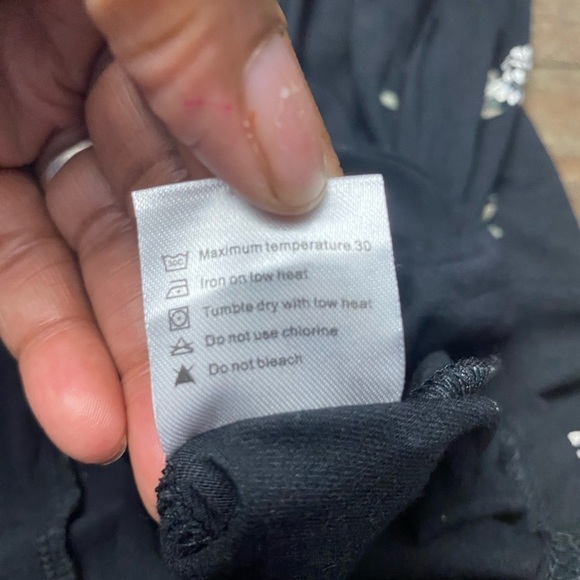 30C Maximum temperature 30
Iron on low heat
Tumble dry with low heat
Do not use chlorine
Do not bleach